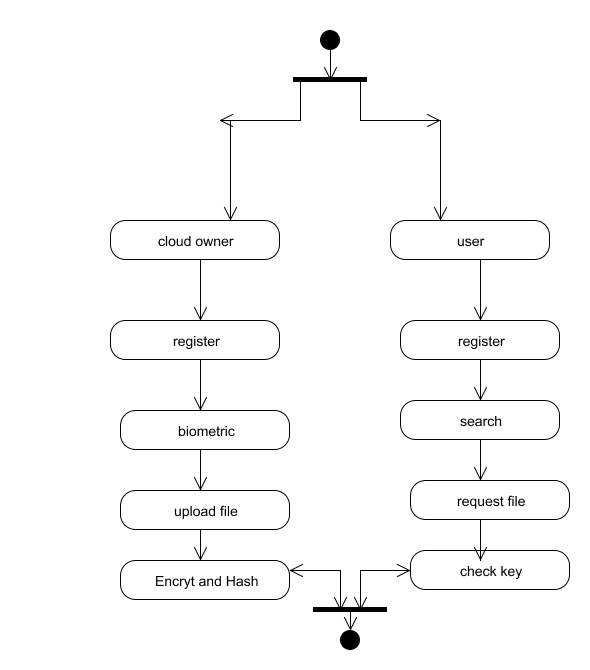 cloud owner
user
register
register
biometric
search
upload file
request file
Encryt and Hash
check key